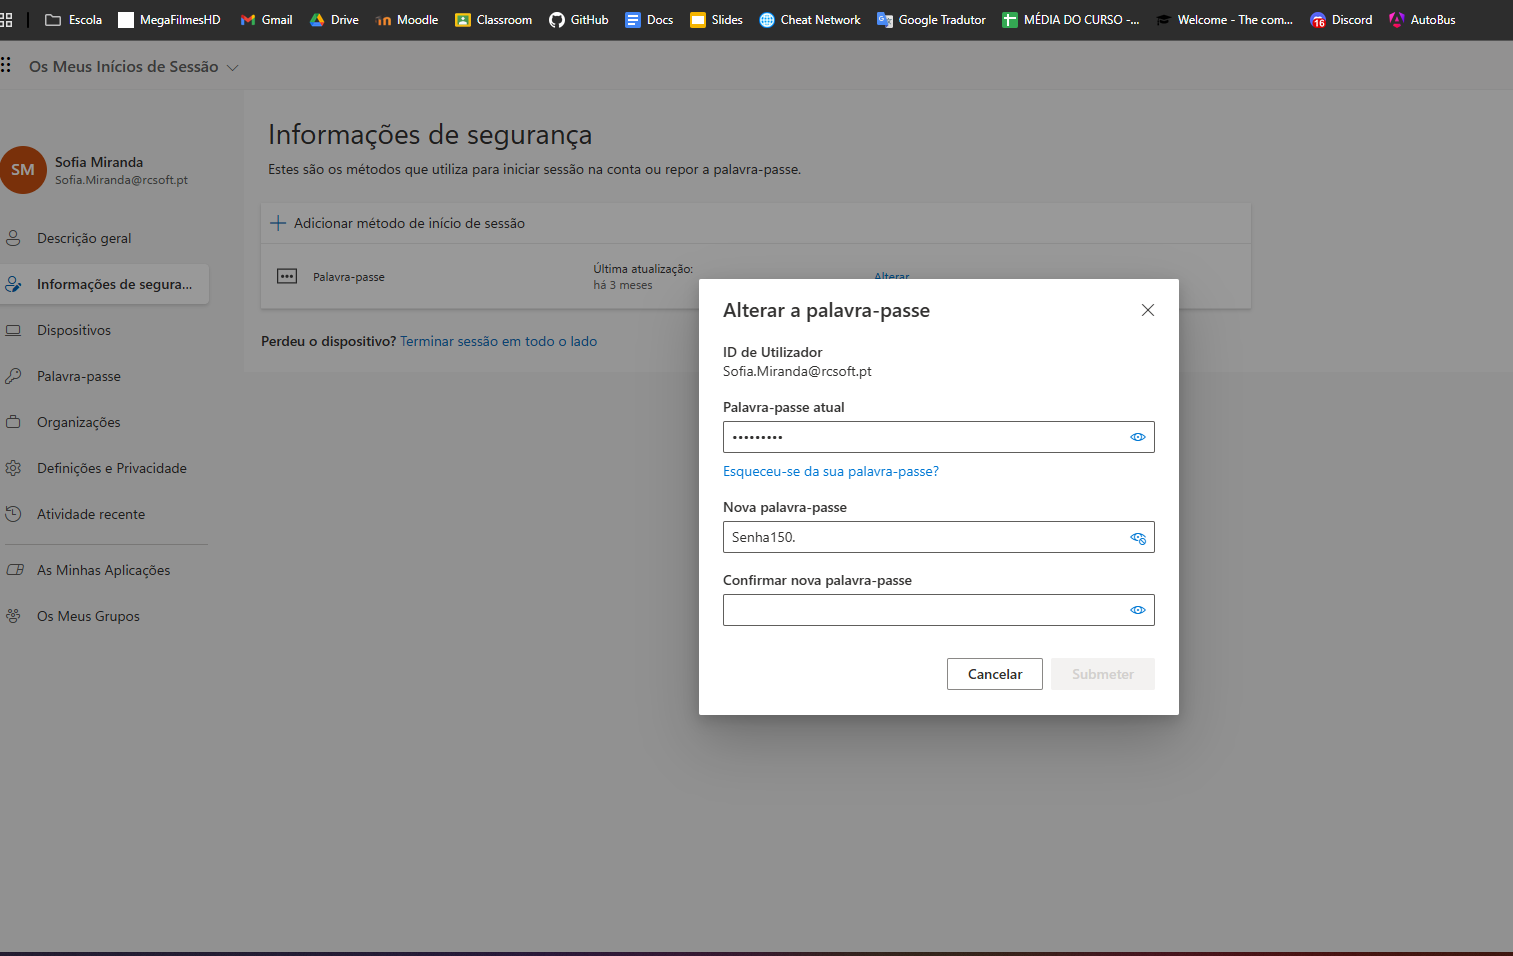 Escola MegaFilmesHD Gmail Drive Moodle Classroom GitHub Docs Slides Cheat Network Google Tradutor MÉDIA DO CURSO -... Welcome - The com... 16 Discord AutoBus
Os Meus Inícios de Sessão
SM
Sofia Miranda
Sofia.Miranda@rcsoft.pt
Descrição geral
Informações de segura...
Dispositivos
Palavra-passe
Organizações
Definições e Privacidade
Atividade recente
As Minhas Aplicações
Os Meus Grupos
Informações de segurança
Estes são os métodos que utiliza para iniciar sessão na conta ou repor a palavra-passe.
Adicionar método de início de sessão
Palavra-passe
Última atualização:
há 3 meses
Alterar
Perdeu o dispositivo? Terminar sessão em todo o lado
Alterar a palavra-passe
ID de Utilizador
Sofia.Miranda@rcsoft.pt
Palavra-passe atual
•••••••••
Esqueceu-se da sua palavra-passe?
Nova palavra-passe
Senha150.
Confirmar nova palavra-passe
Cancelar
Submeter